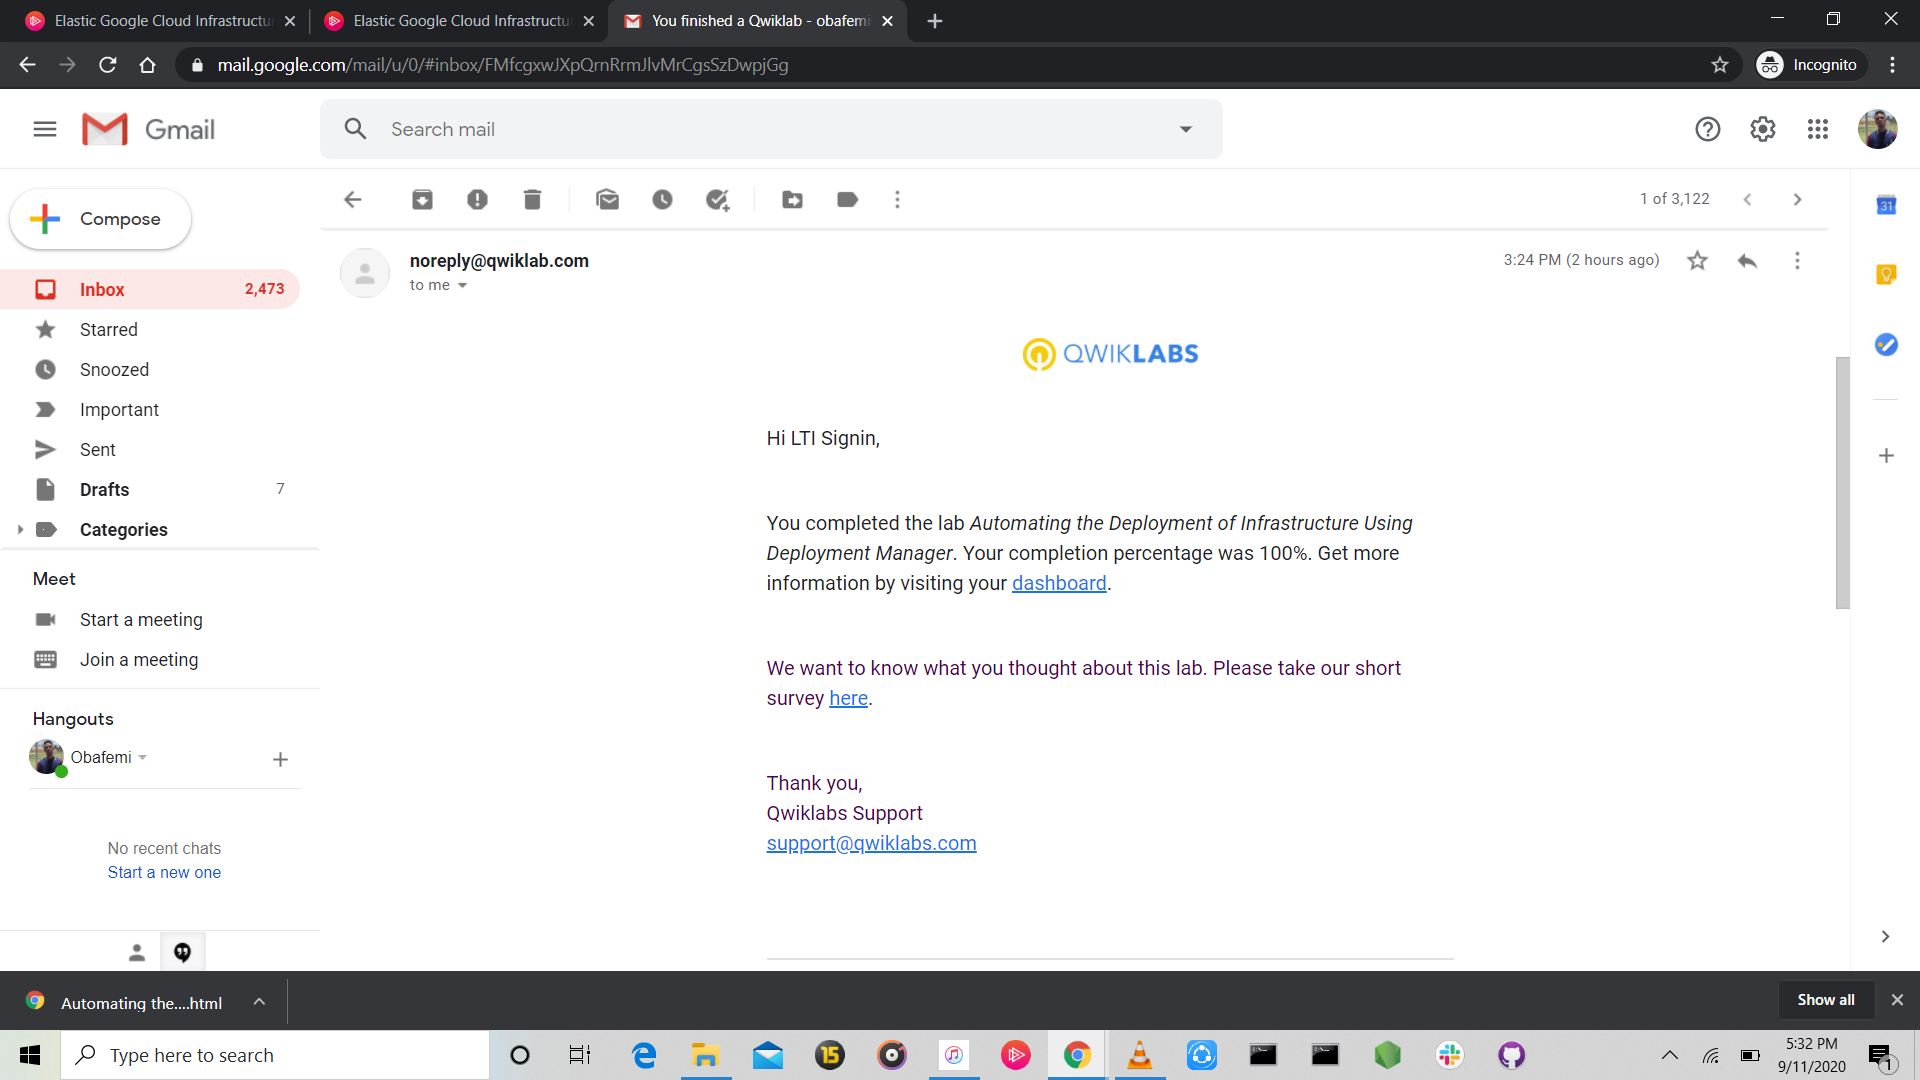 Elastic Google Cloud Infrastructu
Elastic Google Cloud Infrastructu
You finished a Qwiklab - obafemi
mail.google.com/mail/u/0/#inbox/FMfcgxwJXpQrnRrmJlvMrCgsSzDwpjGg
Incognito
Gmail
Search mail
Compose
1 of 3,122
Inbox 2,473
Starred
Snoozed
Important
Sent
Drafts 7
Categories
Meet
Start a meeting
Join a meeting
Hangouts
Obafemi
No recent chats
Start a new one
noreply@qwiklab.com
to me
3:24 PM (2 hours ago)
QWIKLABS
Hi LTI Signin,
You completed the lab Automating the Deployment of Infrastructure Using
Deployment Manager. Your completion percentage was 100%. Get more
information by visiting your dashboard.
We want to know what you thought about this lab. Please take our short
survey here.
Thank you,
Qwiklabs Support
support@qwiklabs.com
31
Automating the....html
Show all
Type here to search
15
5:32 PM
9/11/2020
1